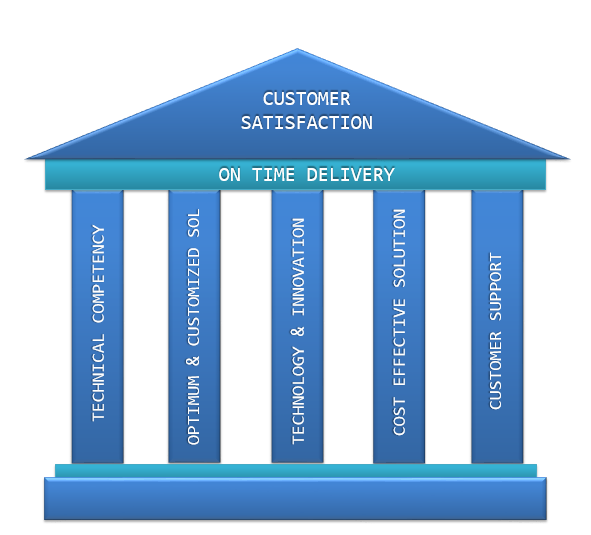 CUSTOMER
SATISFACTION
ON TIME DELIVERY
TECHNICAL COMPETENCY
OPTIMUM & CUSTOMIZED SOL
TECHNOLOGY & INNOVATION
COST EFFECTIVE SOLUTION
CUSTOMER SUPPORT